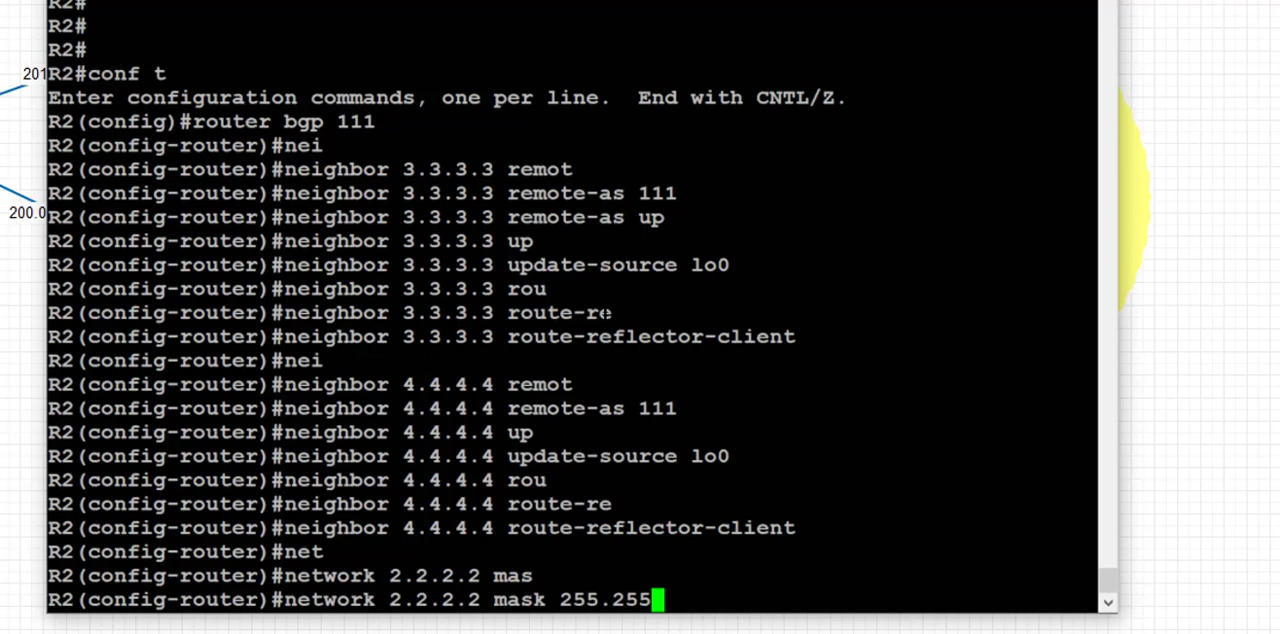 R2#
R2#
R2#
201
R2#conf t
Enter configuration commands, one per line.  End with CNTL/Z.
R2(config)#router bgp 111
R2(config-router)#nei
R2(config-router)#neighbor 3.3.3.3 remot
R2(config-router)#neighbor 3.3.3.3 remote-as 111
200.0
R2(config-router)#neighbor 3.3.3.3 remote-as up
R2(config-router)#neighbor 3.3.3.3 up
R2(config-router)#neighbor 3.3.3.3 update-source lo0
R2(config-router)#neighbor 3.3.3.3 rou
R2(config-router)#neighbor 3.3.3.3 route-re
R2(config-router)#neighbor 3.3.3.3 route-reflector-client
R2(config-router)#nei
R2(config-router)#neighbor 4.4.4.4 remot
R2(config-router)#neighbor 4.4.4.4 remote-as 111
R2(config-router)#neighbor 4.4.4.4 up
R2(config-router)#neighbor 4.4.4.4 update-source lo0
R2(config-router)#neighbor 4.4.4.4 rou
R2(config-router)#neighbor 4.4.4.4 route-re
R2(config-router)#neighbor 4.4.4.4 route-reflector-client
R2(config-router)#net
R2(config-router)#network 2.2.2.2 mas
R2(config-router)#network 2.2.2.2 mask 255.255